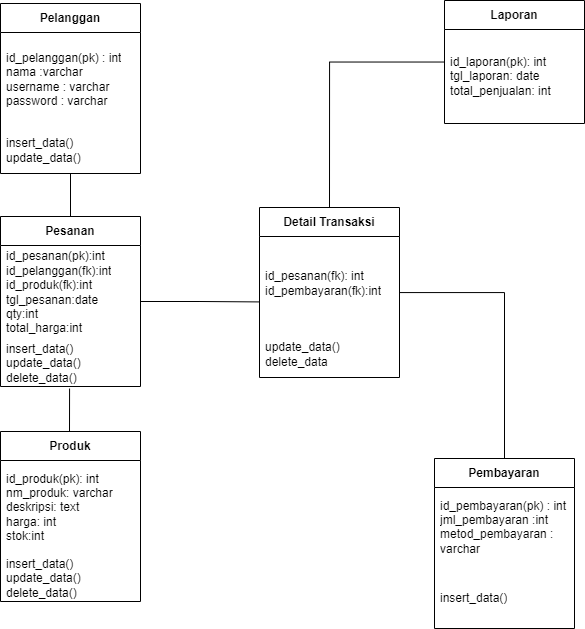 Pelanggan
id_pelanggan(pk) : int
nama :varchar
username : varchar
password : varchar
insert_data()
update_data()
Laporan
id_laporan(pk): int
tgl_laporan: date
total_penjualan: int
Pesanan
id_pesanan(pk):int
id_pelanggan(fk):int
id_produk(fk):int
tgl_pesanan:date
qty:int
total_harga:int
insert_data()
update_data()
delete_data()
Detail Transaksi
id_pesanan(fk): int
id_pembayaran(fk):int
update_data()
delete_data
Produk
id_produk(pk): int
nm_produk: varchar
deskripsi: text
harga: int
stok:int
insert_data()
update_data()
delete_data()
Pembayaran
id_pembayaran(pk) : int
jml_pembayaran :int
metod_pembayaran :
varchar
insert_data()